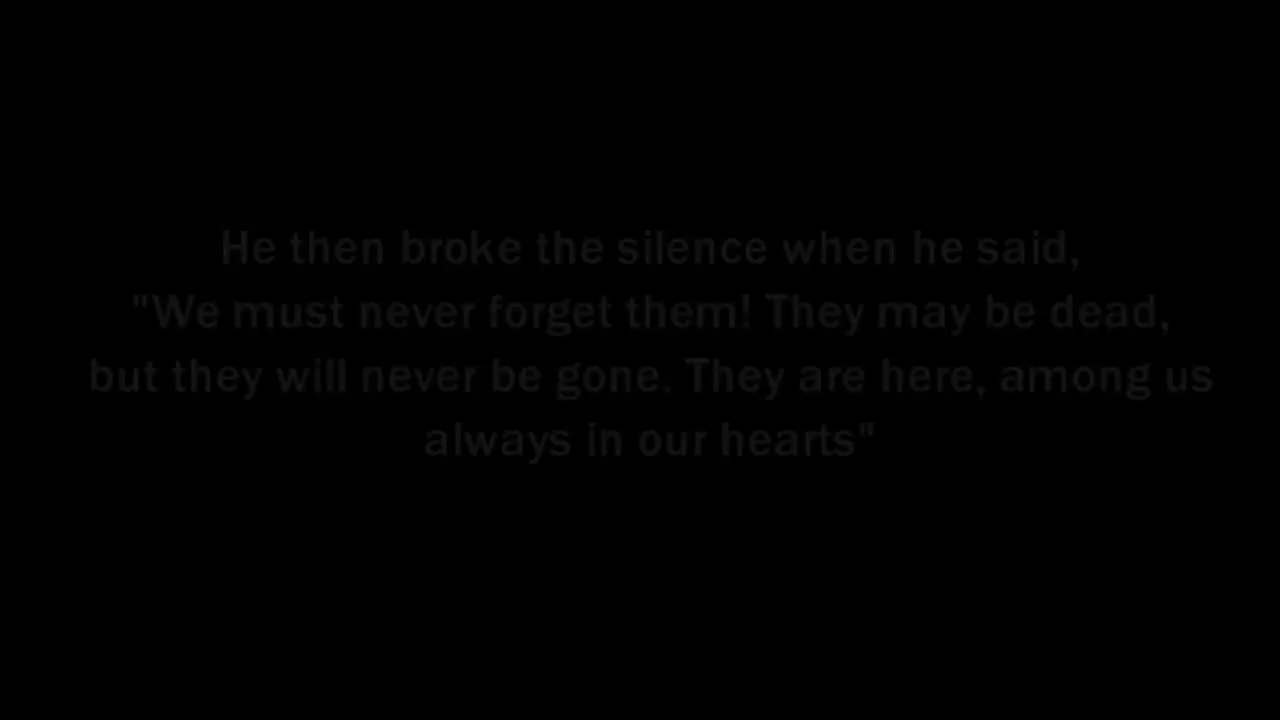 He then broke the silence when he said,
"We must never forget them! They may be dead,
but they will never be gone. They are here, among us
always in our hearts"